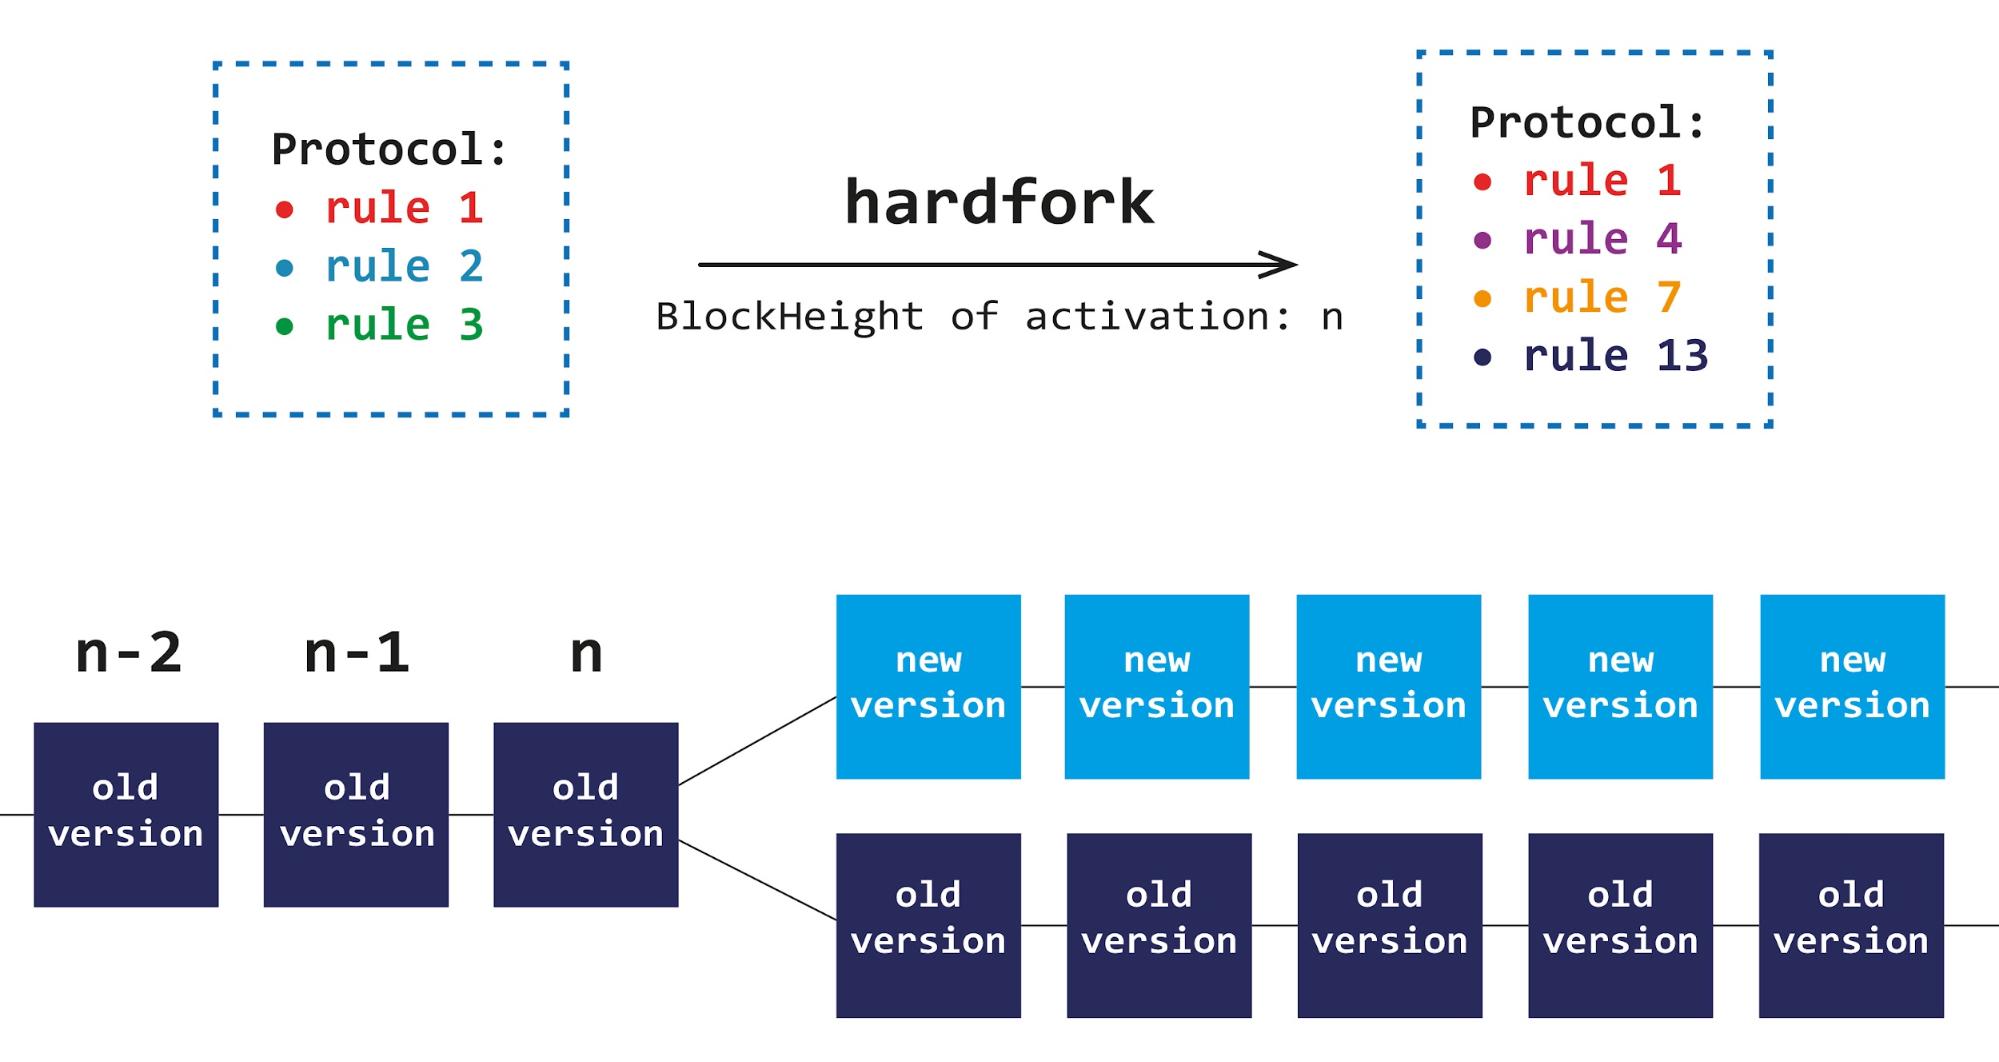 Protocol:
• rule 1
• rule 2
• rule 3
hardfork
BlockHeight of activation: n
Protocol:
• rule 1
• rule 4
• rule 7
• rule 13
n-2
n-1
n
old
version
old
version
old
version
new
version
new
version
new
version
new
version
new
version
old
version
old
version
old
version
old
version
old
version